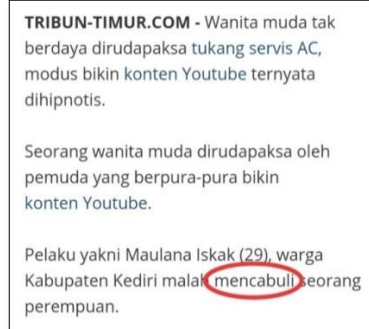 TRIBUN-TIMUR.COM - Wanita muda tak
berdaya dirudapaksa tukang servis AC,
modus bikin konten Youtube ternyata
dihipnotis.
Seorang wanita muda dirudapaksa oleh
pemuda yang berpura-pura bikin
konten Youtube.
Pelaku yakni Maulana Iskak (29), warga
Kabupaten Kediri malah mencabuli seorang
perempuan.